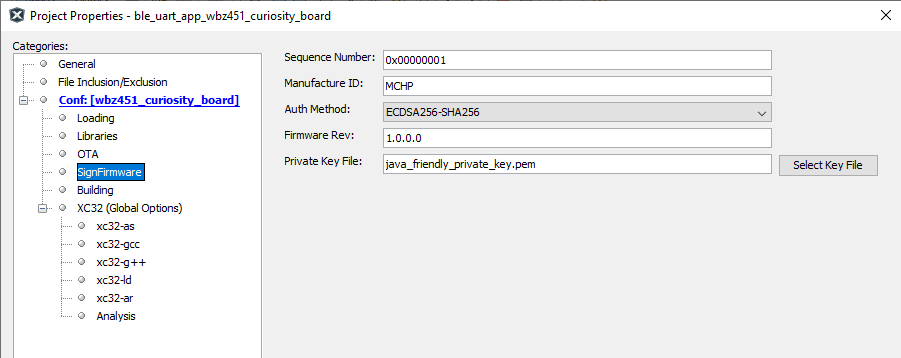 Project Properties - ble_uart_app_wbz451_curiosity_board
Categories:
General
File Inclusion/Exclusion
Conf: [wbz451_curiosity_board]
Loading
Libraries
OTA
SignFirmware
Building
XC32 (Global Options)
xc32-as
xc32-gcc
xc32-g++
xc32-ld
xc32-ar
Analysis
Sequence Number: 0x00000001
Manufacture ID: MCHP
Auth Method: ECDSA256-SHA256
Firmware Rev: 1.0.0.0
Private Key File: java_friendly_private_key.pem Select Key File